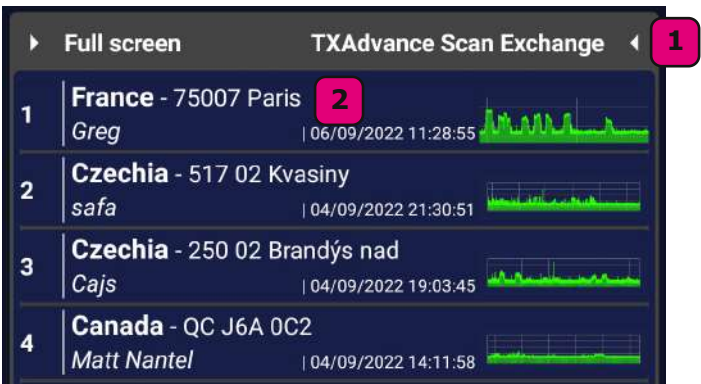 Full screen TXAdvance Scan Exchange 1
1 France - 75007 Paris 2
Greg | 06/09/2022 11:28:55
2 Czechia - 517 02 Kvasiny
safa | 04/09/2022 21:30:51
3 Czechia - 250 02 Brandýs nad
Cajs | 04/09/2022 19:03:45
4 Canada - QC J6A 0C2
Matt Nantel | 04/09/2022 14:11:58